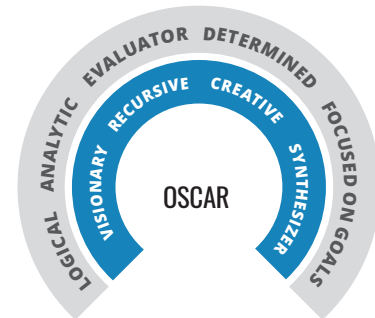 LOGICAL ANALYTIC EVALUATOR DETERMINED FOCUSED ON GOALS
VISIONARY RECURSIVE CREATIVE SYNTHESIZER
OSCAR